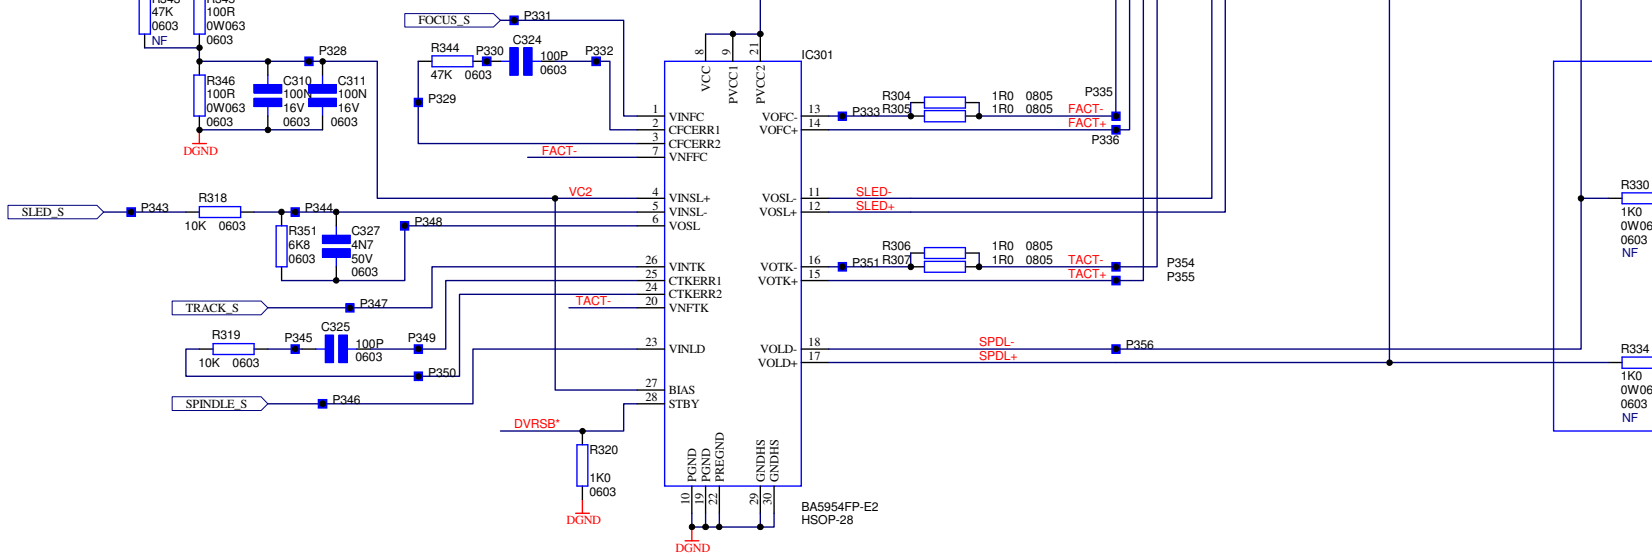 47K
0603
NF
100R
0W063
0603
FOCUS_S
P331
R344
P330
C324
P332
47K
0603
100P
0603
P329
P328
R346
100R
0W063
0603
C310
100N
16V
0603
C311
100N
16V
0603
DGND
IC301
8
VCC
9
PVCC1
21
PVCC2
1
VINFC
2
CFCERR1
3
CFCERR2
FACT-
7
VNFFC
VC2
4
VINSL+
5
VINSL-
6
VOSL
SLED_S
P343
R318
10K
0603
P344
R351
6K8
0603
C327
4N7
50V
0603
P348
26
VINTK
25
CTKERR1
24
CTKERR2
TACT-
20
VNFTK
TRACK_S
P347
R319
10K
0603
P345
C325
100P
0603
P349
P350
23
VINLD
SPINDLE_S
P346
27
BIAS
28
STBY
DVRSB*
R320
1K0
0603
DGND
10
PGND
19
PGND
22
PREGND
29
GNDHS
30
GNDHS
DGND
BA5954FP-E2
HSOP-28
13
VOFC-
14
VOFC+
P333
R304
R305
1R0 0805
1R0 0805
P335
FACT-
FACT+
P336
11
VOSL-
12
VOSL+
SLED-
SLED+
16
VOTK-
15
VOTK+
P351
R306
R307
1R0 0805
1R0 0805
TACT-
TACT+
P354
P355
18
VOLD-
17
VOLD+
SPDL-
SPDL+
P356
R330
1K0
0W06
0603
NF
R334
1K0
0W06
0603
NF